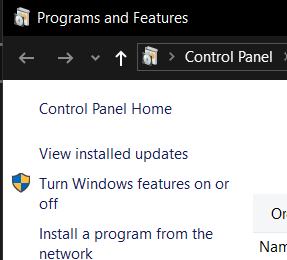 Programs and Features
Control Panel
Control Panel Home
View installed updates
Turn Windows features on or
off
Install a program from the
network
Or
Nam